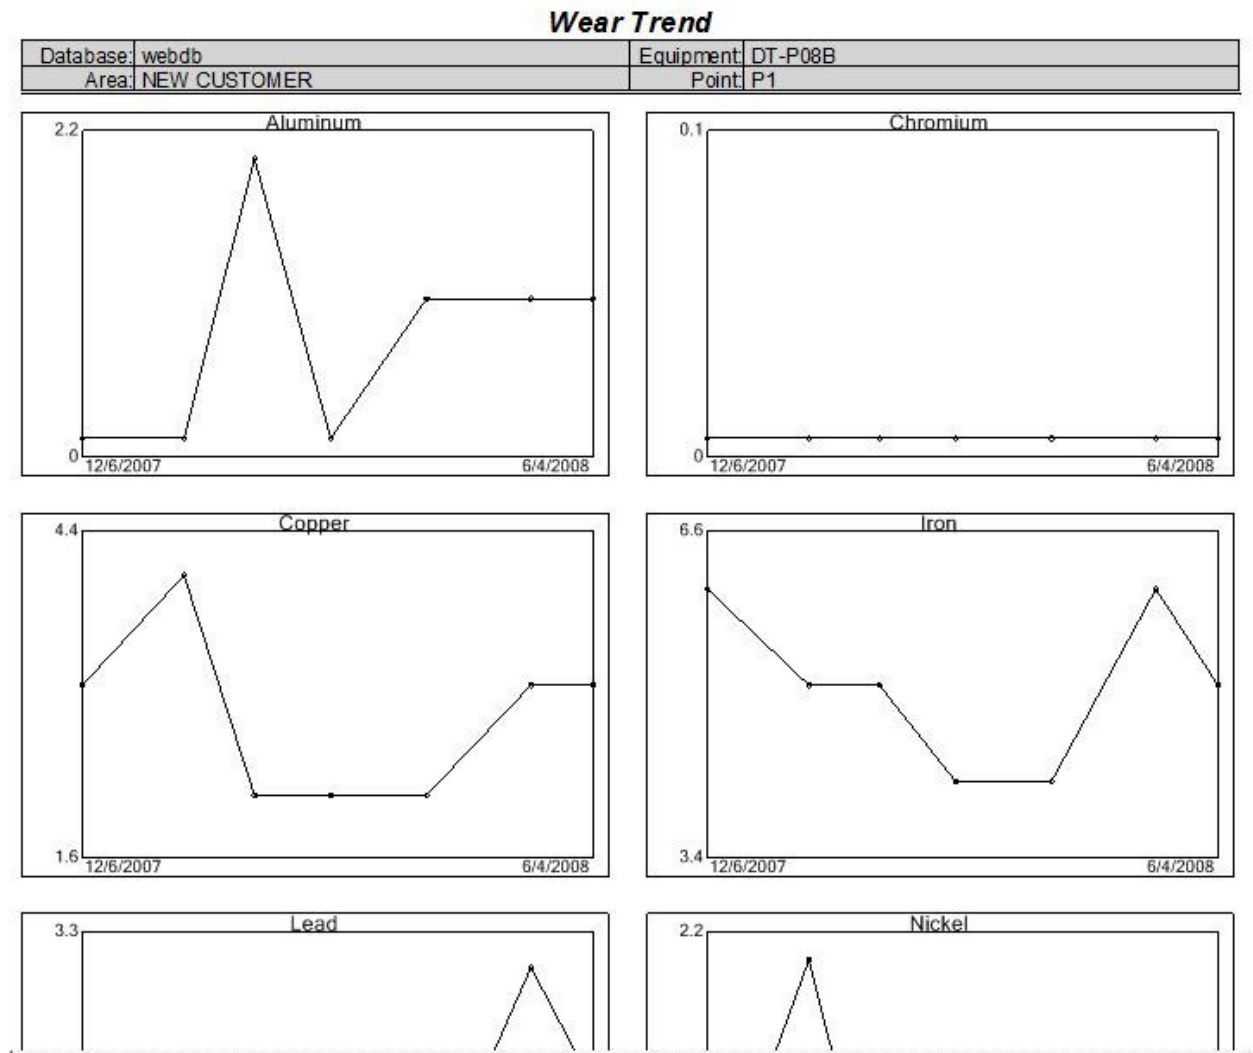 Wear Trend
Database: webdb Equipment: DT-P08B
Area: NEW CUSTOMER Point: P1
Aluminum Chromium
2.2 0.1
0 0
12/6/2007 6/4/2008 12/6/2007 6/4/2008
Copper Iron
4.4 6.6
1.6 3.4
12/6/2007 6/4/2008 12/6/2007 6/4/2008
Lead Nickel
3.3 2.2